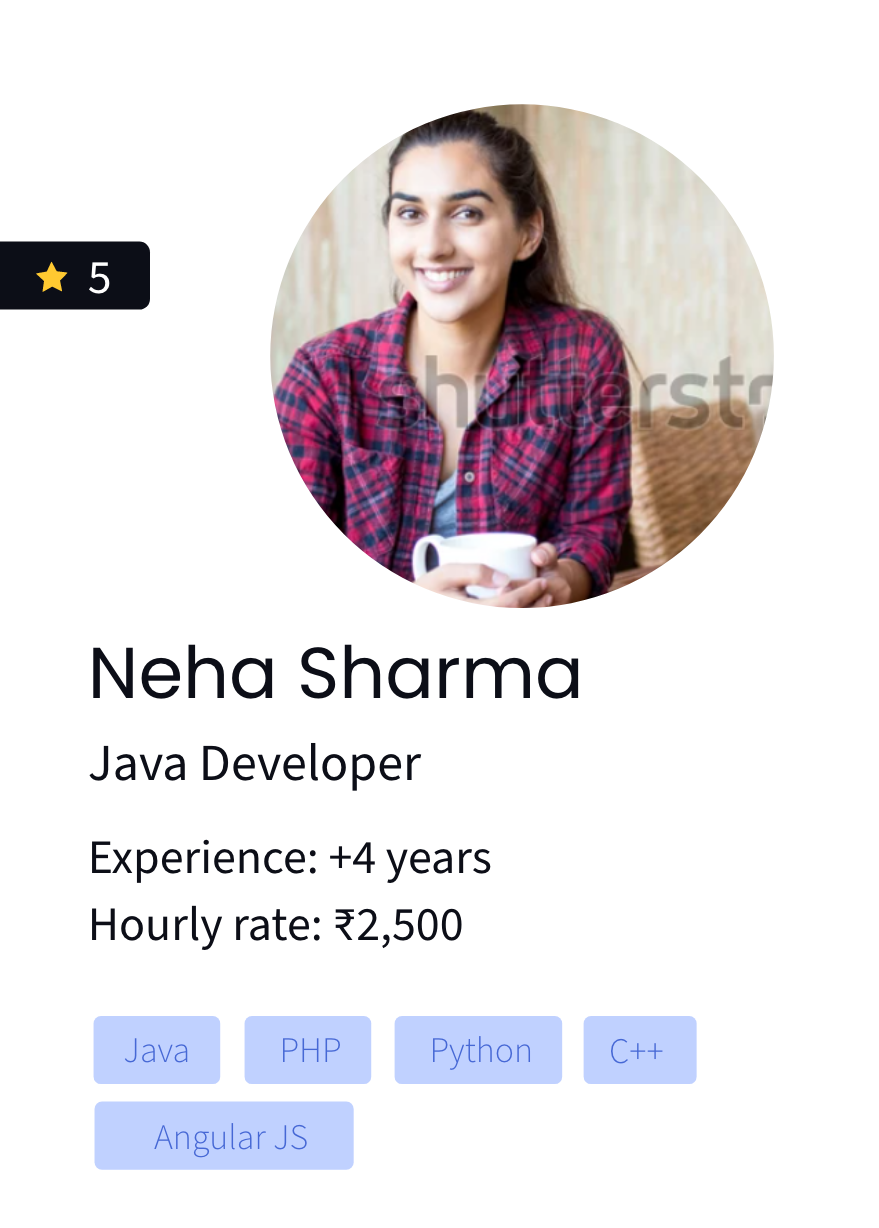 5
shutterst
Neha Sharma
Java Developer
Experience: +4 years
Hourly rate: ₹2,500
Java PHP Python C++
Angular JS